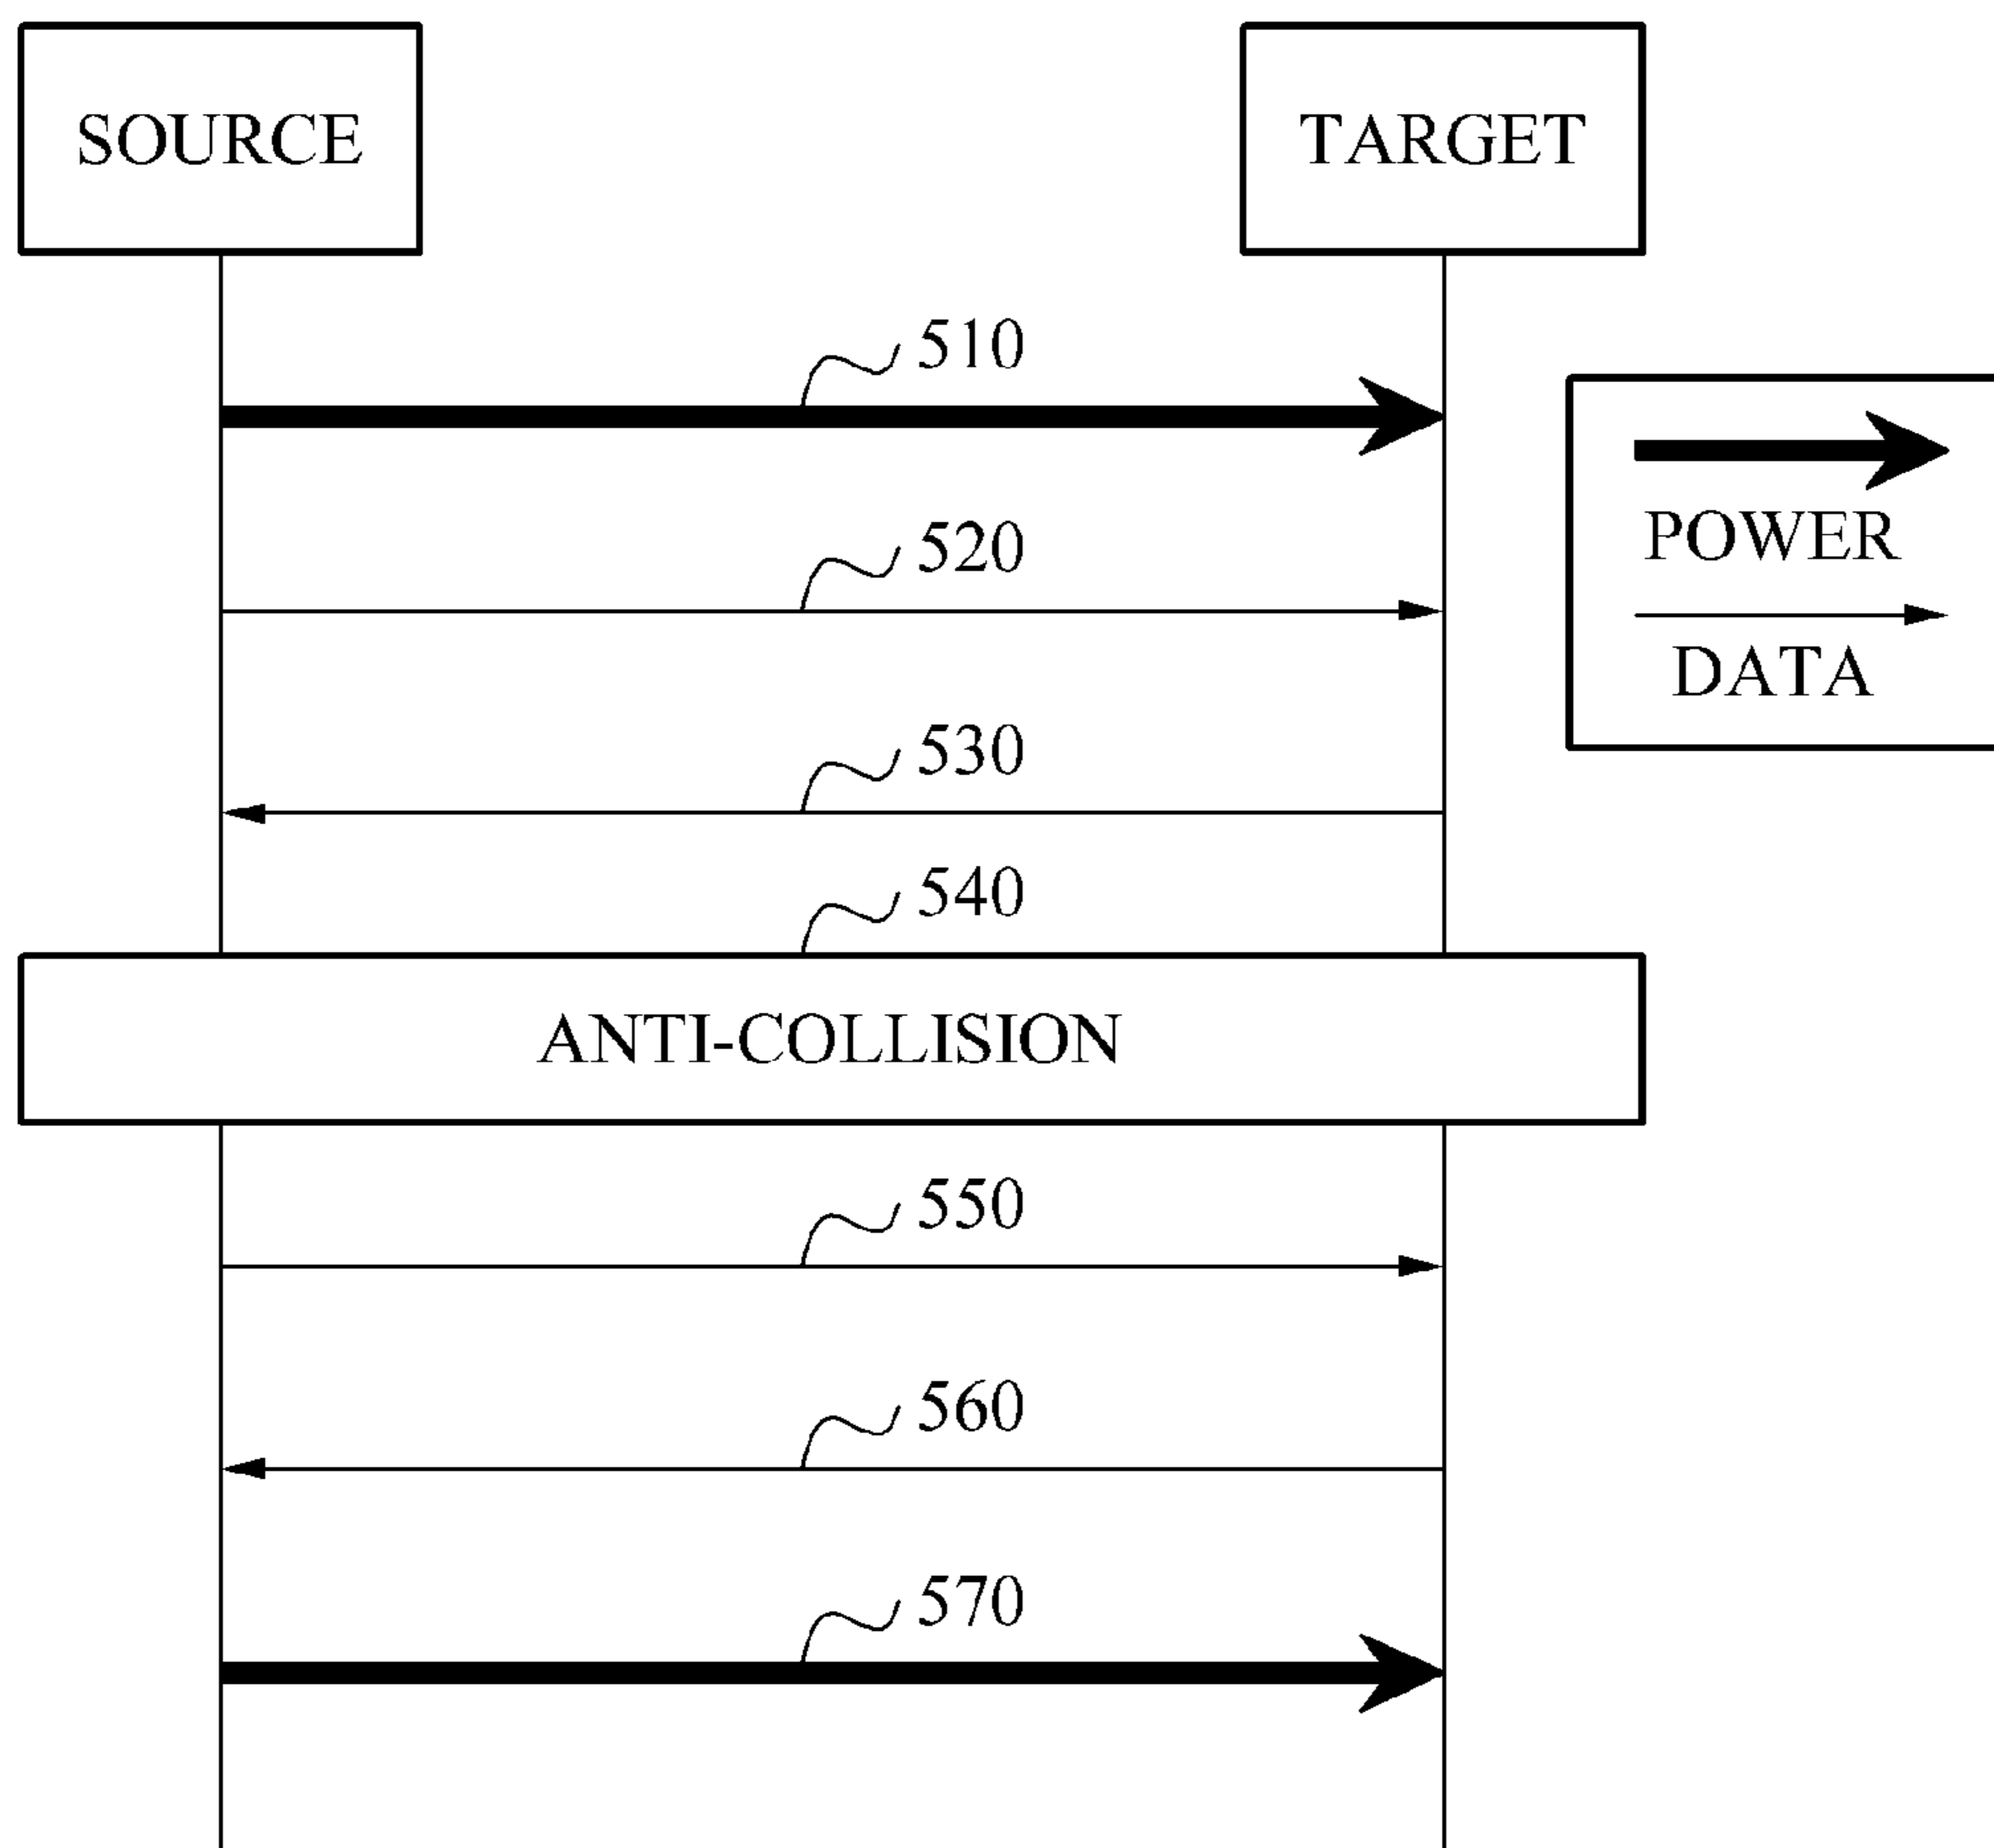 SOURCE
TARGET
510
POWER
DATA
520
530
540
ANTI-COLLISION
550
560
570